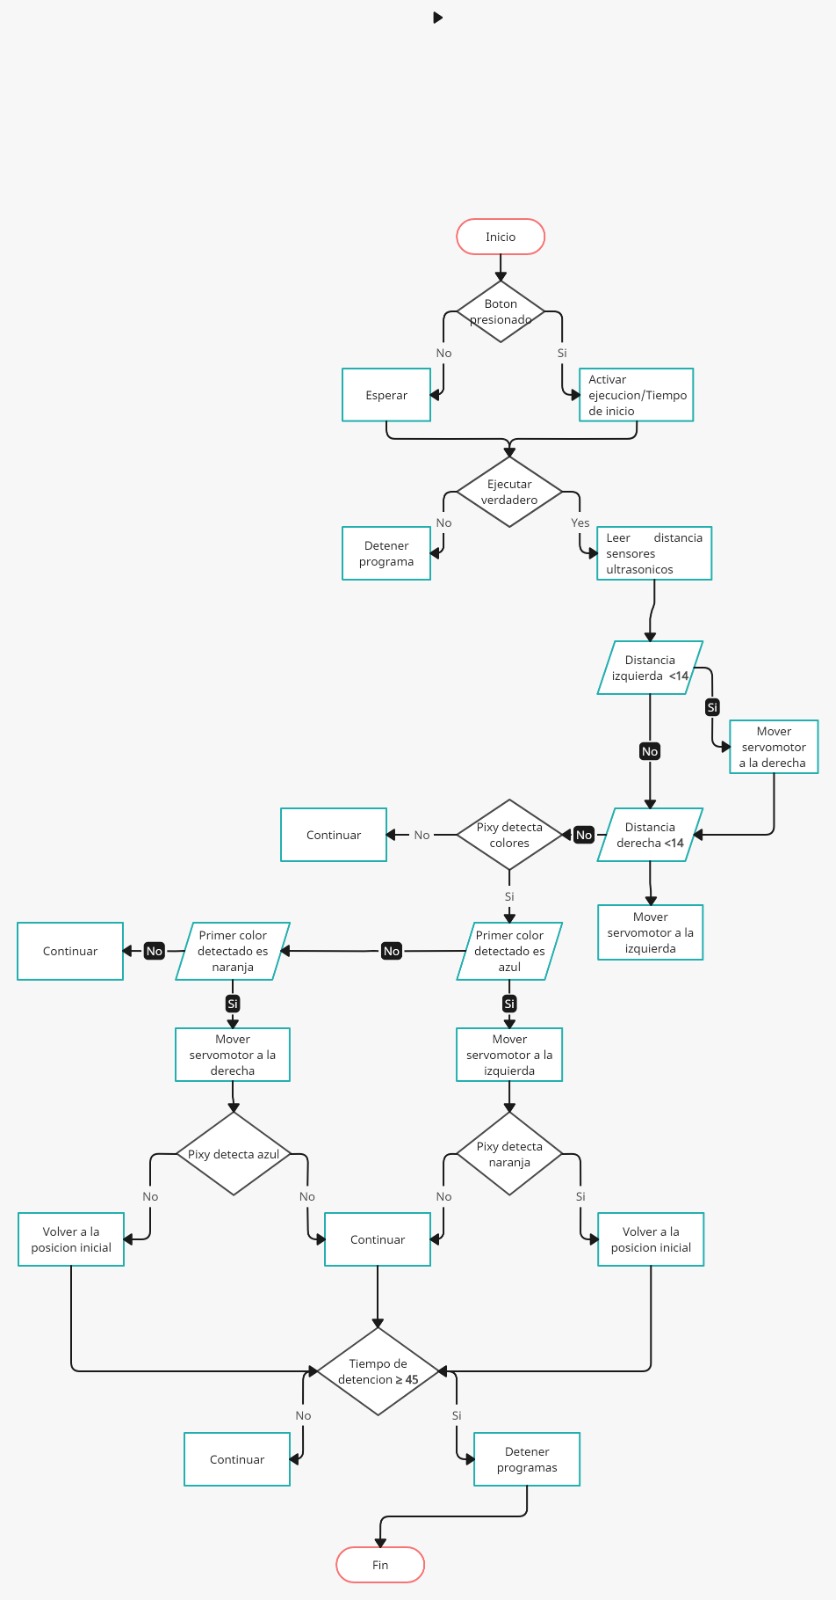 Inicio
Boton
presionado
No
Si
Esperar
Activar
ejecucion/Tiempo
de inicio
Ejecutar
verdadero
No
Yes
Detener
programa
Leer distancia
sensores
ultrasonicos
Distancia
izquierda <14
Si
No
Mover
servomotor
a la derecha
Continuar
No
Pixy detecta
colores
No
Distancia
derecha <14
Si
Mover
servomotor a la
izquierda
Continuar
No
Primer color
detectado es
naranja
No
Primer color
detectado es
azul
Si
Si
Mover
servomotor a la
derecha
Mover
servomotor a la
izquierda
Pixy detecta azul
Pixy detecta
naranja
No
No
No
Si
Volver a la
posicion inicial
Continuar
Volver a la
posicion inicial
Tiempo de
detencion ≥ 45
No
Si
Continuar
Detener
programas
Fin